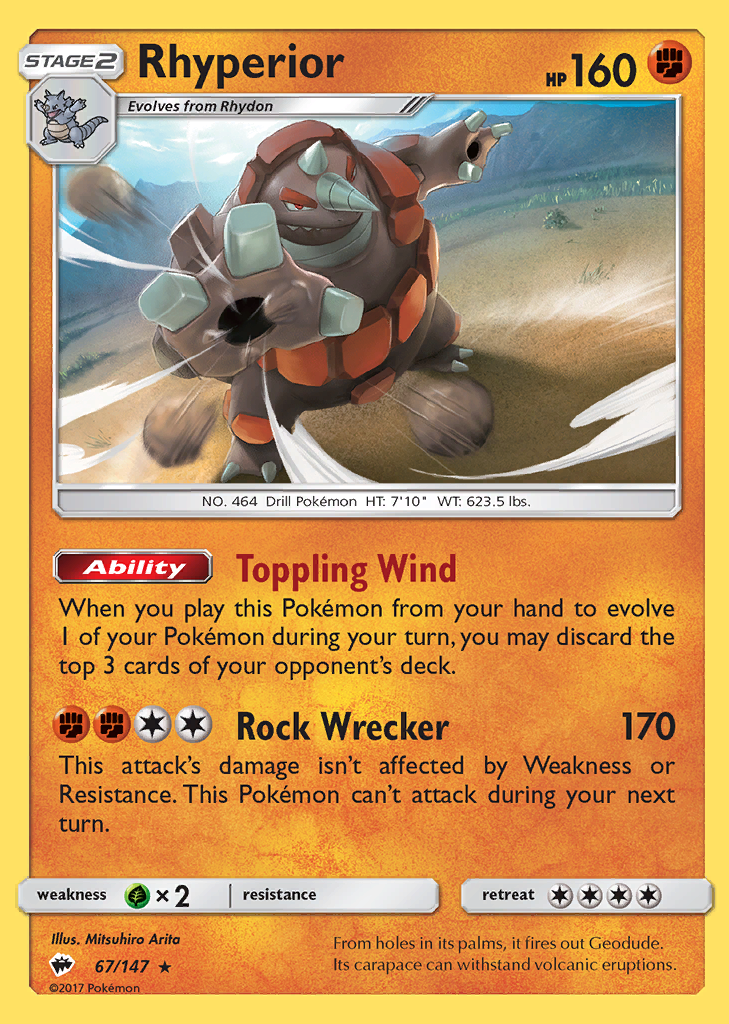 STAGE2 Rhyperior HP 160
Evolves from Rhydon
NO. 464 Drill Pokémon HT: 7'10" WT: 623.5 lbs.
Ability Toppling Wind
When you play this Pokémon from your hand to evolve
1 of your Pokémon during your turn, you may discard the
top 3 cards of your opponent's deck.
Rock Wrecker 170
This attack's damage isn't affected by Weakness or
Resistance. This Pokémon can't attack during your next
turn.
weakness ×2 resistance retreat
Illus. Mitsuhiro Arita
67/147 ★
©2017 Pokémon
From holes in its palms, it fires out Geodude.
Its carapace can withstand volcanic eruptions.